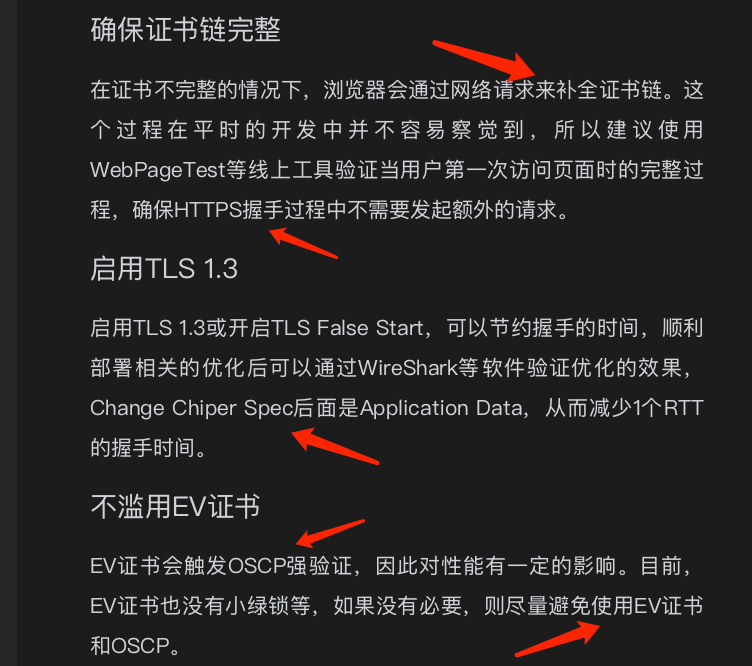 确保证书链完整
在证书不完整的情况下，浏览器会通过网络请求来补全证书链。这
个过程在平时的开发中并不容易察觉到，所以建议使用
WebPageTest等线上工具验证当用户第一次访问页面时的完整过
程，确保HTTPS握手过程中不需要发起额外的请求。
启用TLS 1.3
启用TLS 1.3或开启TLS False Start，可以节约握手的时间，顺利
部署相关的优化后可以通过WireShark等软件验证优化的效果，
Change Chiper Spec后面是Application Data，从而减少1个RTT
的握手时间。
不滥用EV证书
EV证书会触发OSCP强验证，因此对性能有一定的影响。目前，
EV证书也没有小绿锁等，如果没有必要，则尽量避免使用EV证书
和OSCP。